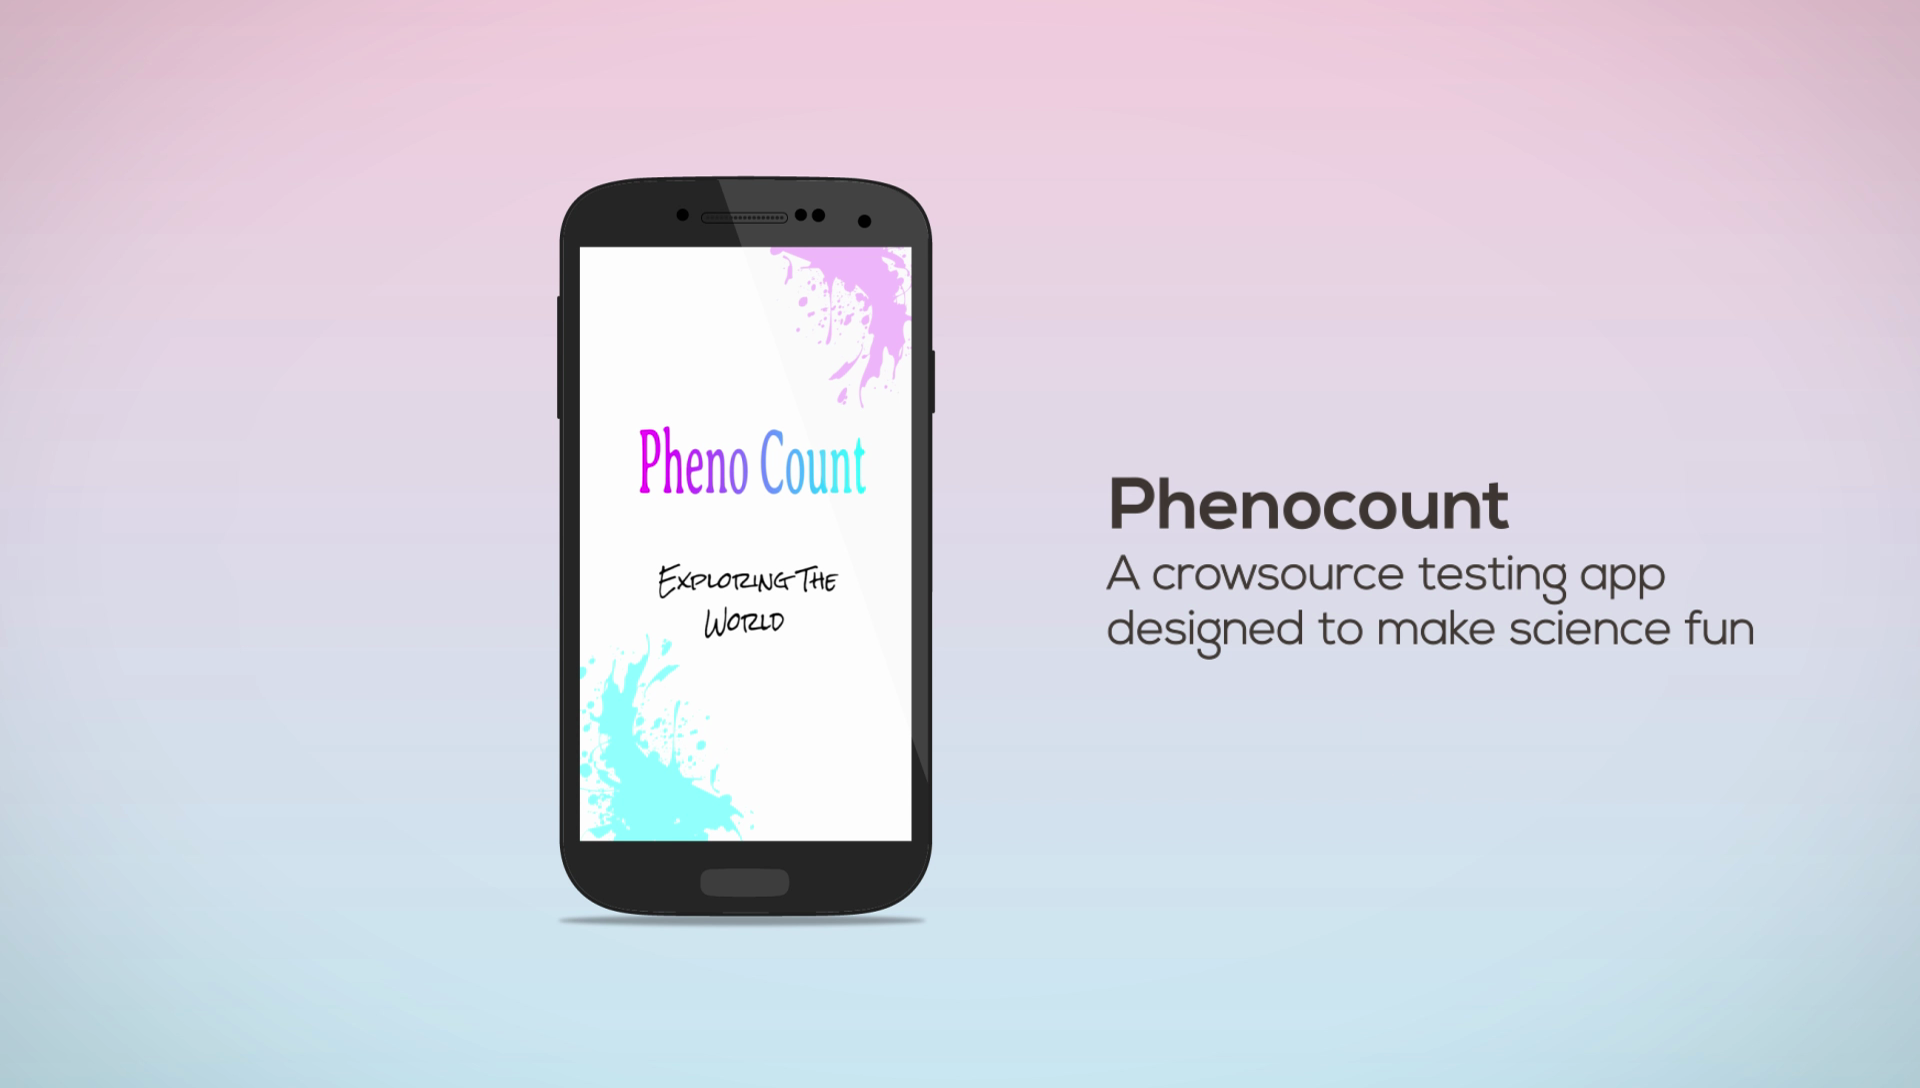 Pheno Count
Exploring The
World
Phenocount
A crowsource testing app
designed to make science fun